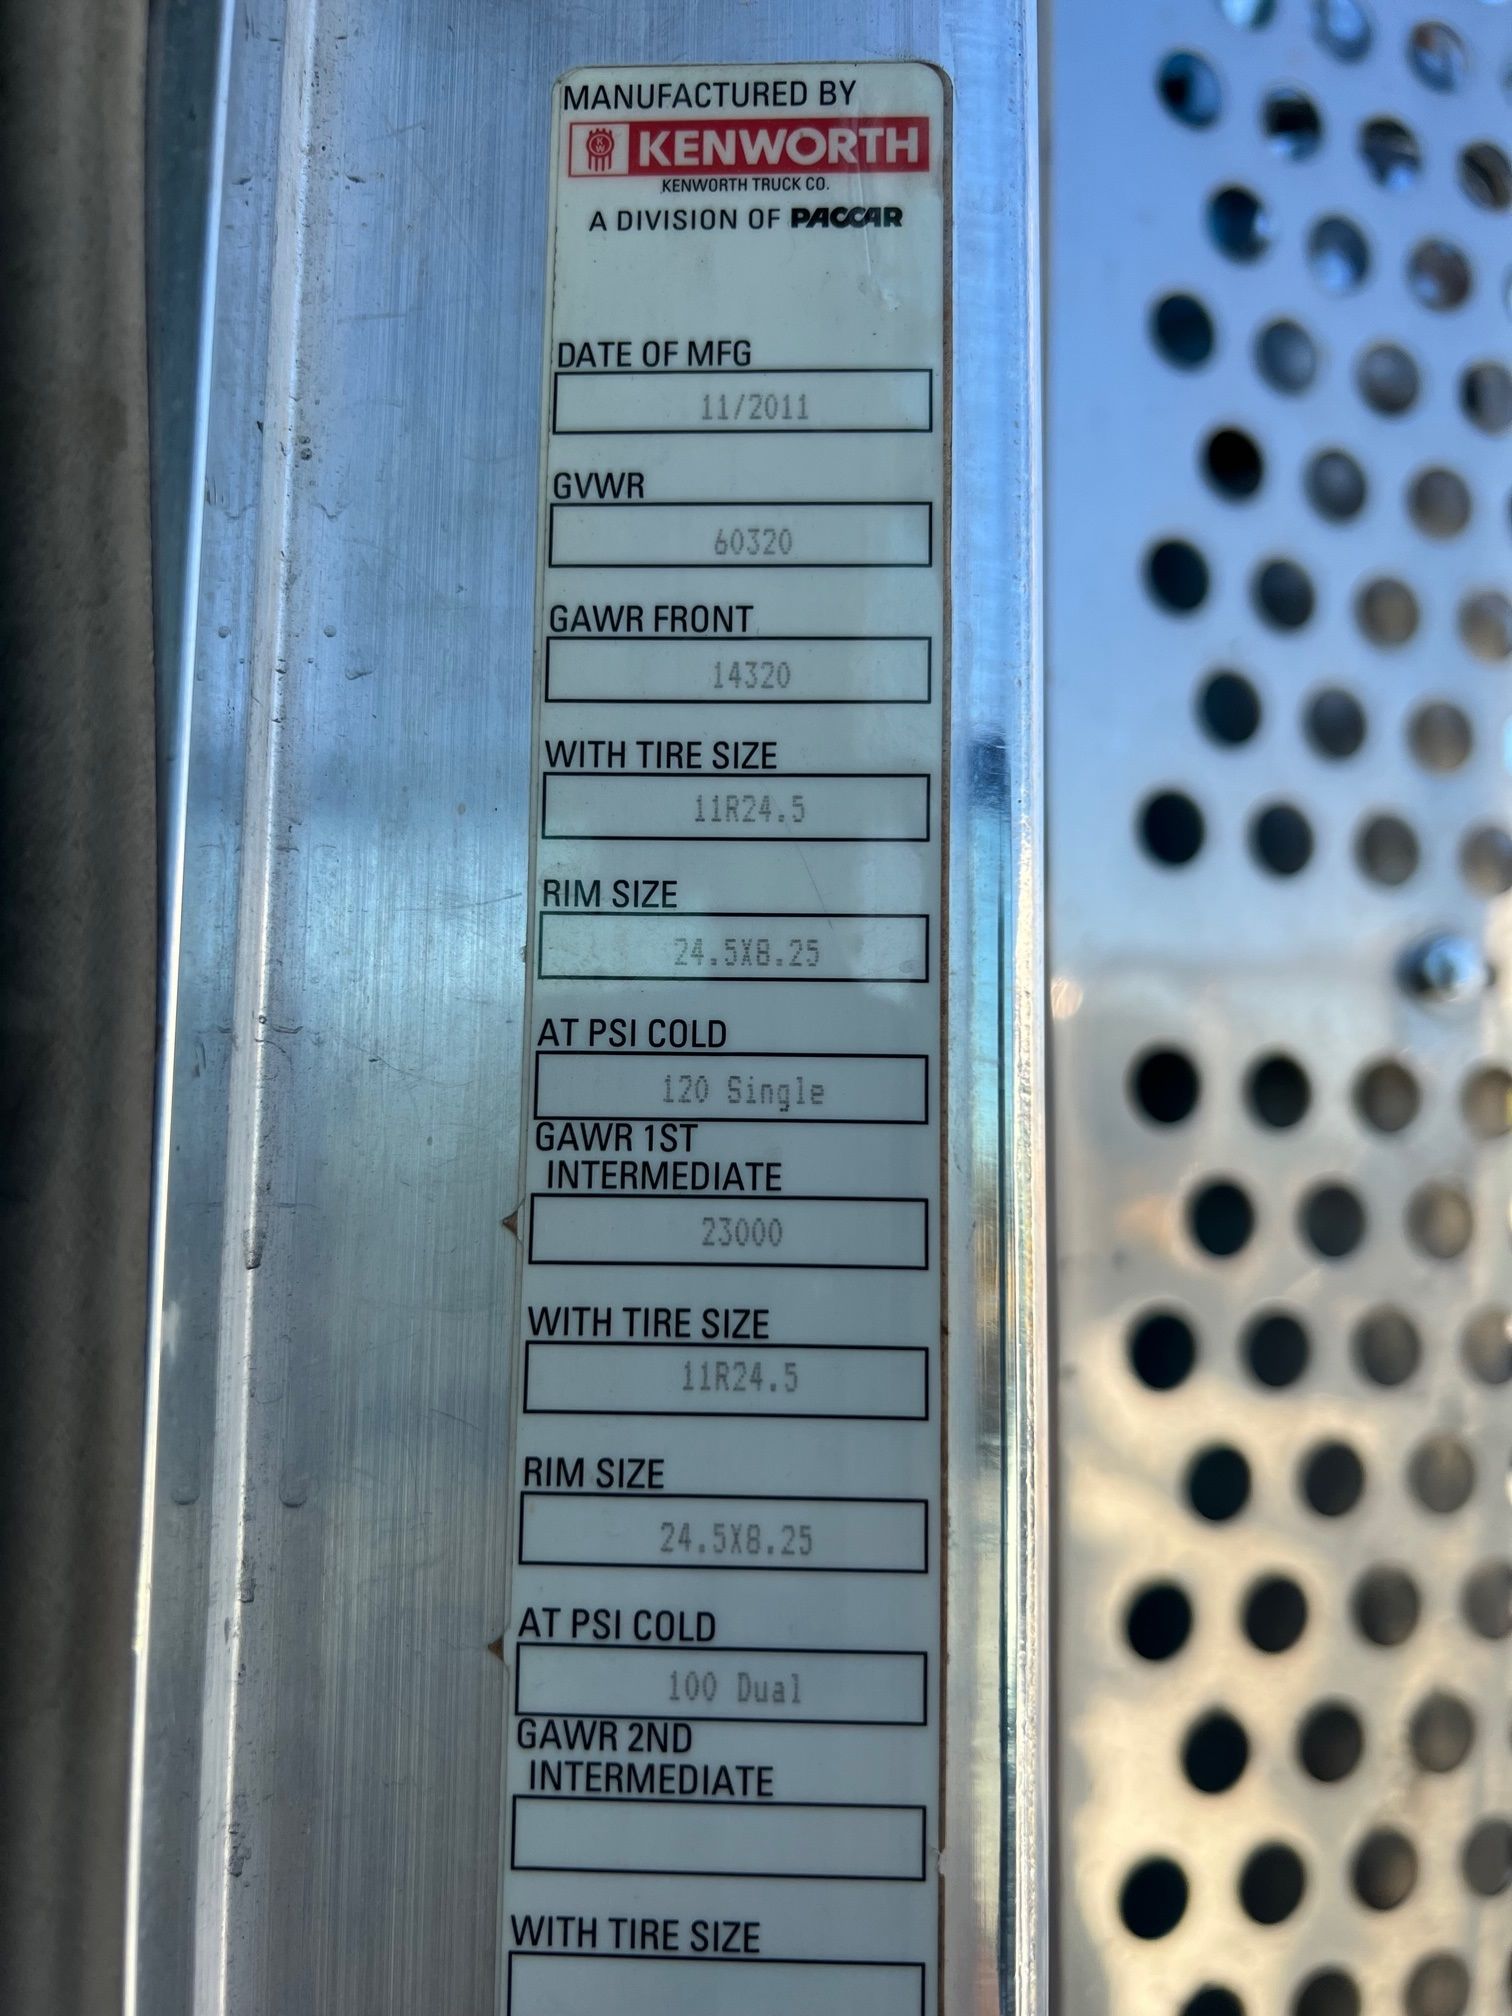 MANUFACTURED BY
KW KENWORTH
KENWORTH TRUCK CO.
A DIVISION OF PACCAR
DATE OF MFG
11/2011
GVWR
60320
GAWR FRONT
14320
WITH TIRE SIZE
11R24.5
RIM SIZE
24.5X8.25
AT PSI COLD
120 Single
GAWR 1ST
INTERMEDIATE
23000
WITH TIRE SIZE
11R24.5
RIM SIZE
24.5X8.25
AT PSI COLD
100 Dual
GAWR 2ND
INTERMEDIATE
WITH TIRE SIZE